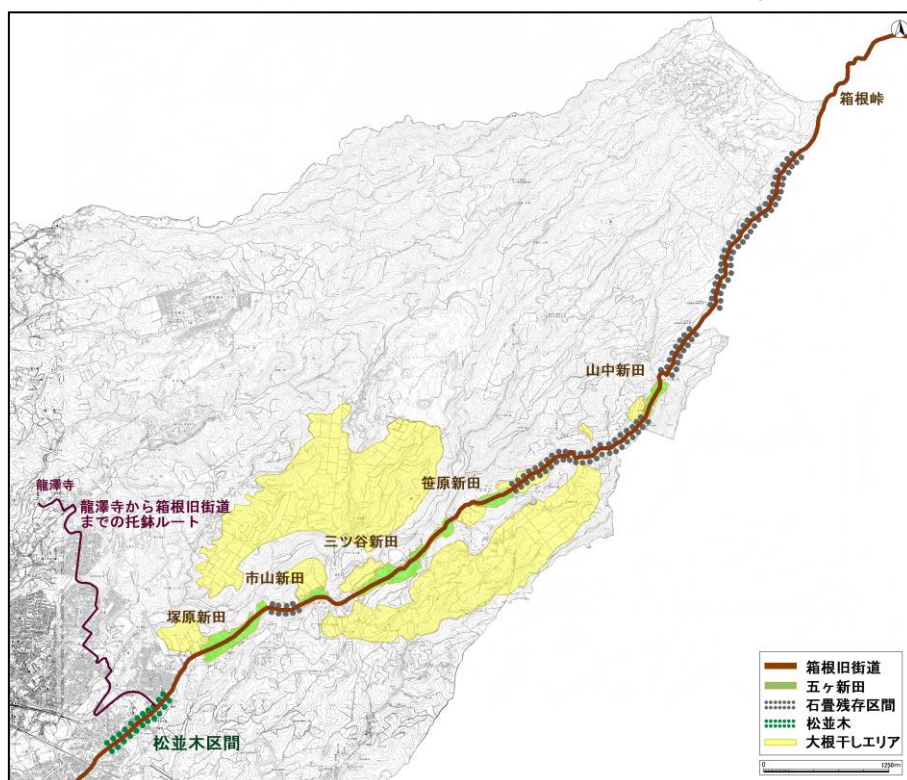 箱根峠
山中新田
笹原新田
龍澤寺
龍澤寺から箱根旧街道
までの托鉢ルート
三ツ谷新田
市山新田
塚原新田
松並木区間
箱根旧街道
五ヶ新田
石畳残存区間
松並木
大根干しエリア
0 1250m